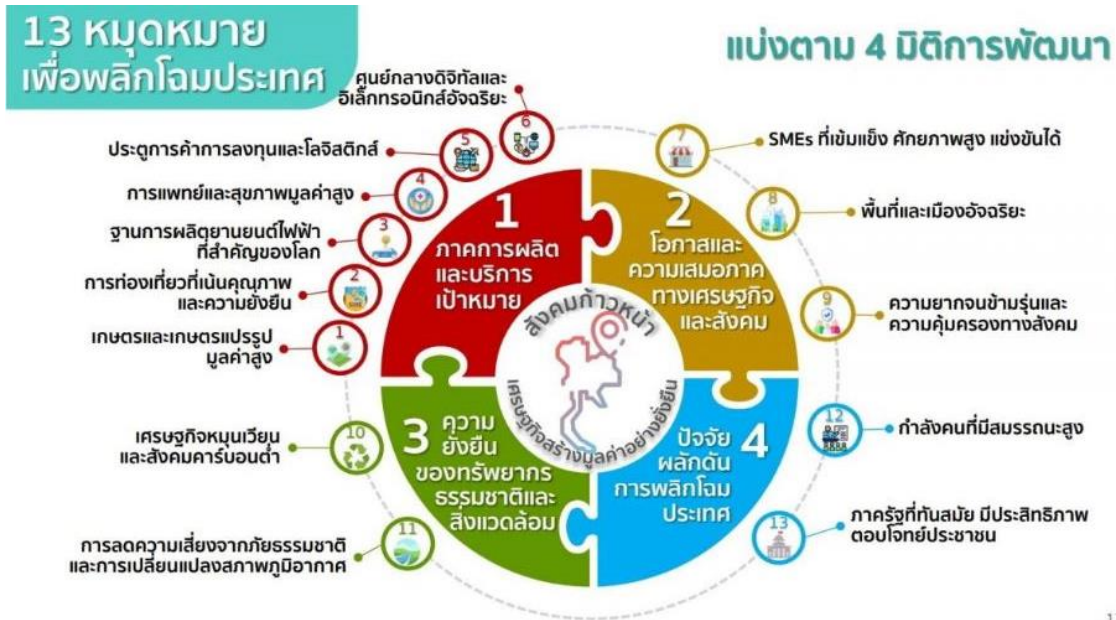 13 หมุดหมาย
เพื่อพลิกโฉมประเทศ
แบ่งตาม 4 มิติการพัฒนา
ศูนย์กลางดิจิทัลและ
อิเล็กทรอนิกส์อัจฉริยะ
6
ประตูการค้าการลงทุนและโลจิสติกส์
5
การแพทย์และสุขภาพมูลค่าสูง
4
ฐานการผลิตยานยนต์ไฟฟ้า
ที่สำคัญของโลก
3
การท่องเที่ยวที่เน้นคุณภาพ
และความยั่งยืน
2
เกษตรและเกษตรแปรรูป
มูลค่าสูง
1
1
ภาคการผลิต
และบริการ
เป้าหมาย
2
โอกาสและ
ความเสมอภาค
ทางเศรษฐกิจ
และสังคม
7
SMEs ที่เข้มแข็ง ศักยภาพสูง แข่งขันได้
8
พื้นที่และเมืองอัจฉริยะ
9
ความยากจนข้ามรุ่นและ
ความคุ้มครองทางสังคม
สังคมก้าวหน้า
เศรษฐกิจสร้างมูลค่าอย่างยั่งยืน
3 ความ
ยั่งยืน
ของทรัพยากร
ธรรมชาติและ
สิ่งแวดล้อม
เศรษฐกิจหมุนเวียน
และสังคมคาร์บอนต่ำ
10
การลดความเสี่ยงจากภัยธรรมชาติ
และการเปลี่ยนแปลงสภาพภูมิอากาศ
11
4
ปัจจัย
ผลักดัน
การพลิกโฉม
ประเทศ
12
กำลังคนที่มีสมรรถนะสูง
13
ภาครัฐที่ทันสมัย มีประสิทธิภาพ
ตอบโจทย์ประชาชน